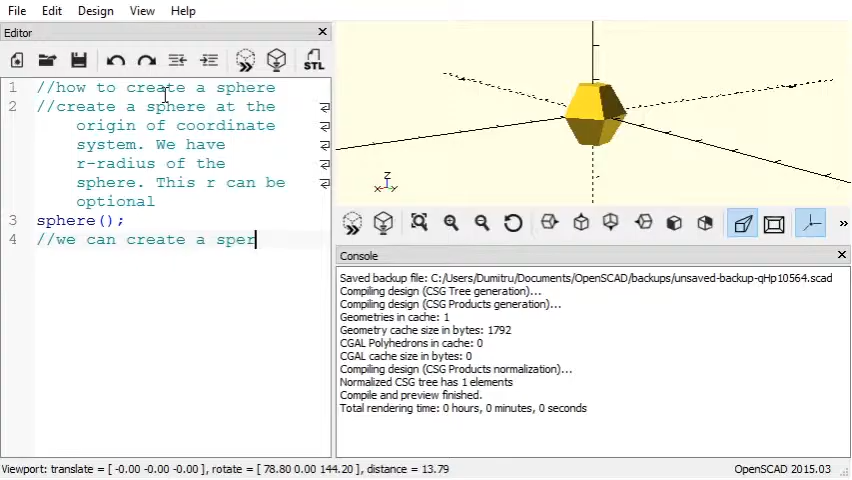 File Edit Design View Help
Editor
STL
1 //how to create a sphere
2 //create a sphere at the
origin of coordinate
system. We have
r-radius of the
sphere. This r can be
optional
3 sphere();
4 //we can create a sper
Z
»
Console
Saved backup file: C:/Users/Dumitru/Documents/OpenSCAD/backups/unsaved-backup-qHp10564.scad
Compiling design (CSG Tree generation)...
Compiling design (CSG Products generation)...
Geometries in cache: 1
Geometry cache size in bytes: 1792
CGAL Polyhedrons in cache: 0
CGAL cache size in bytes: 0
Compiling design (CSG Products normalization)...
Normalized CSG tree has 1 elements
Compile and preview finished.
Total rendering time: 0 hours, 0 minutes, 0 seconds
Viewport: translate = [ -0.00 -0.00 -0.00 ], rotate = [ 78.80 0.00 144.20 ], distance = 13.79
OpenSCAD 2015.03